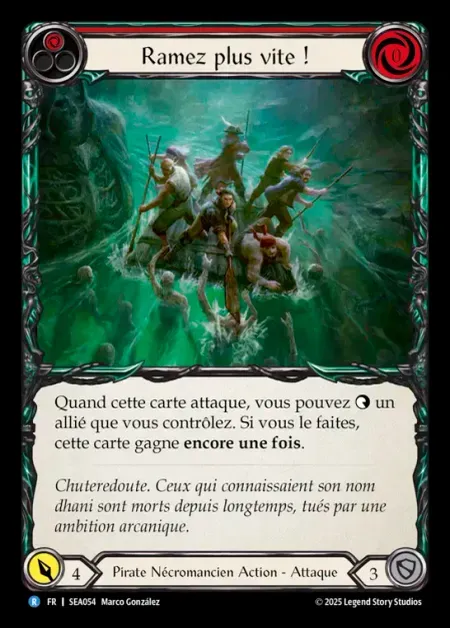 Ramez plus vite !
0
Quand cette carte attaque, vous pouvez un
allié que vous contrôlez. Si vous le faites,
cette carte gagne encore une fois.
Chuteredoute. Ceux qui connaissaient son nom
dhani sont morts depuis longtemps, tués par une
ambition arcanique.
4
Pirate Nécromancien Action - Attaque
3
R FR | SEA054 Marco González
© 2025 Legend Story Studios